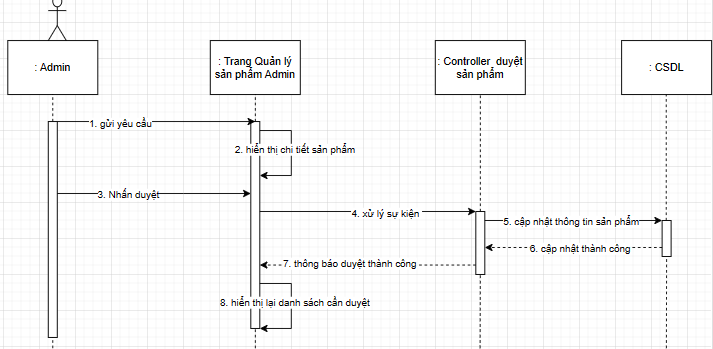 : Admin
: Trang Quản lý
sản phẩm Admin
: Controller_duyệt
sản phẩm
: CSDL
1. gửi yêu cầu
2. hiển thị chi tiết sản phẩm
3. Nhấn duyệt
4. xử lý sự kiện
5. cập nhật thông tin sản phẩm
6. cập nhật thành công
7. thông báo duyệt thành công
8. hiển thị lại danh sách cần duyệt